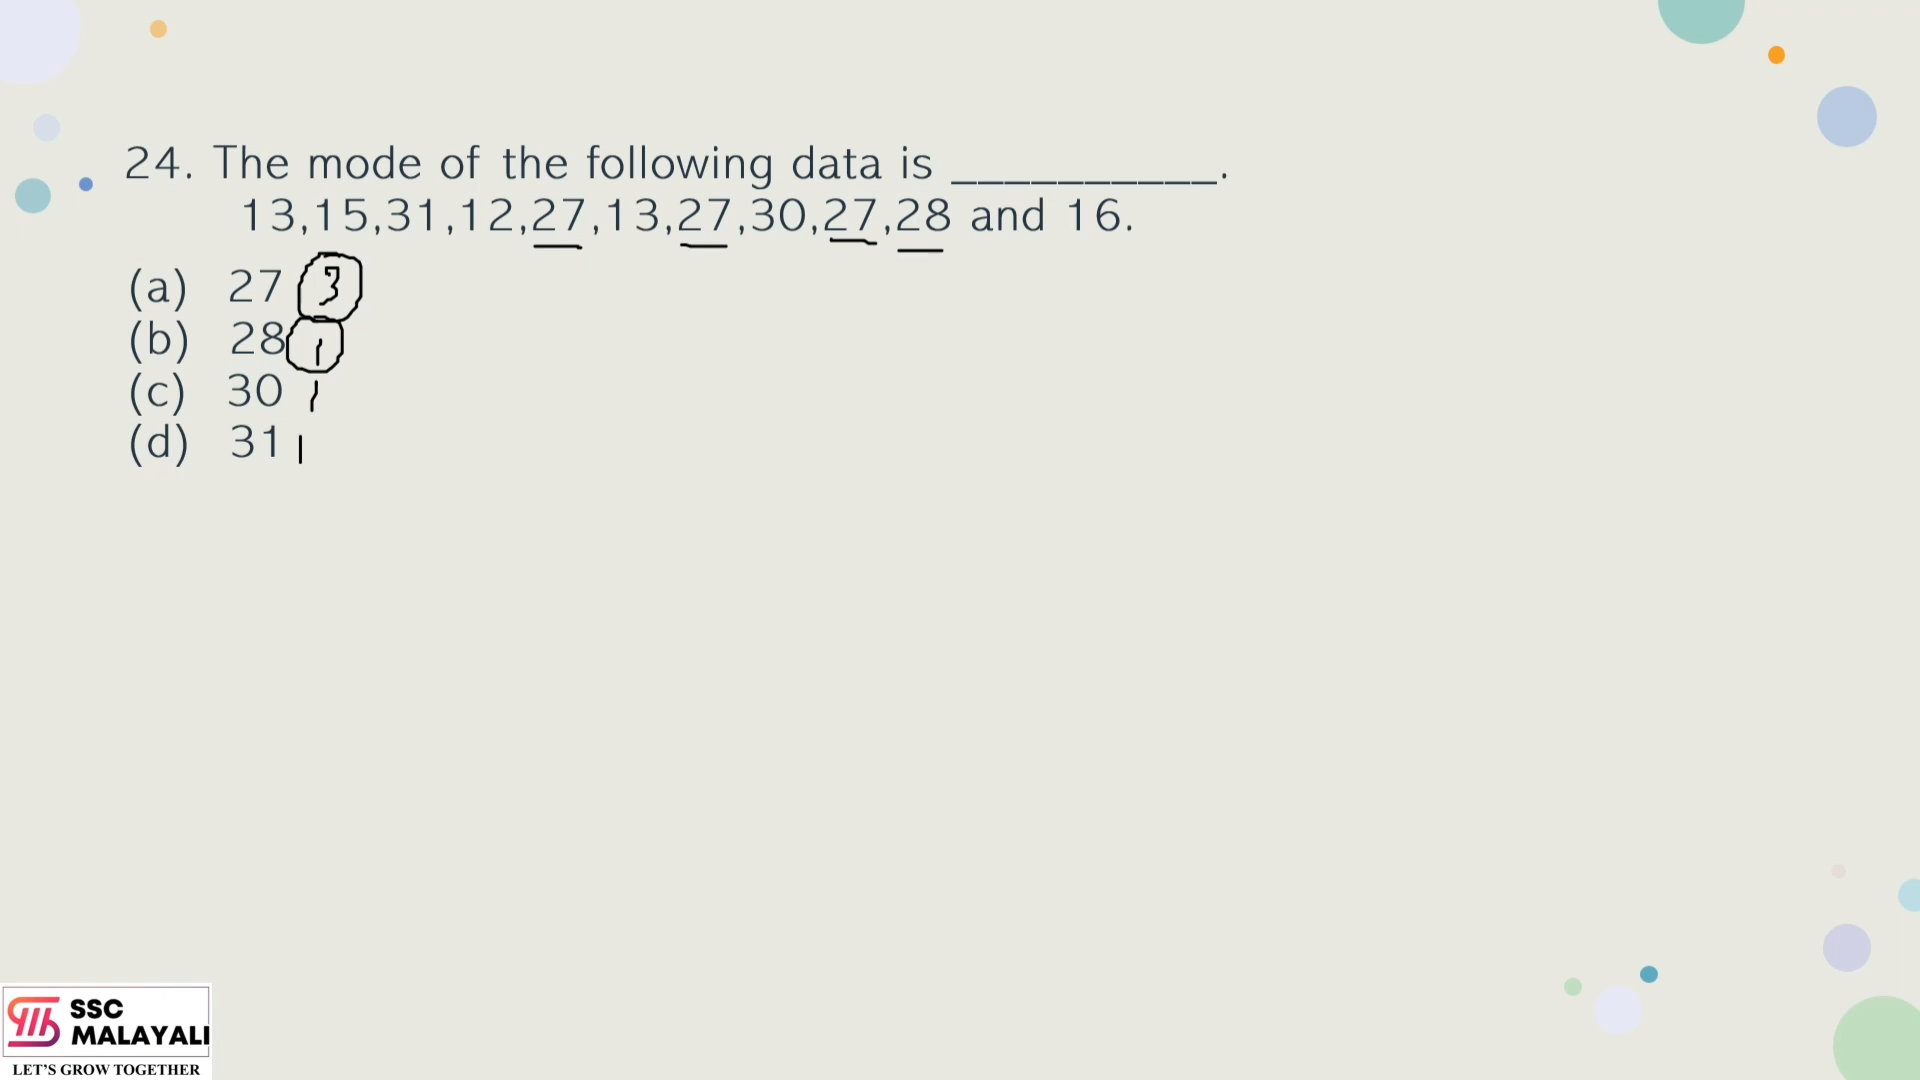 24. The mode of the following data is __________.
13,15,31,12,27,13,27,30,27,28 and 16.
(a) 27 3
(b) 28 1
(c) 30 1
(d) 31 1
SSC
MALAYALI
LET'S GROW TOGETHER